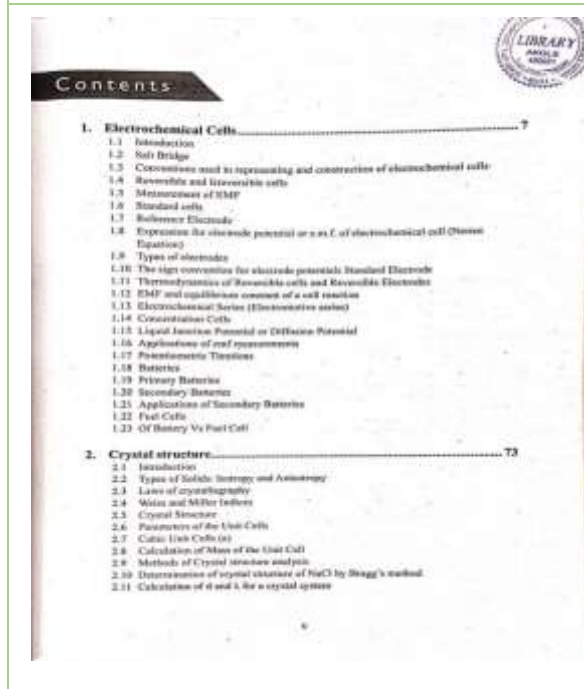 LIBRARY
Contents
1. Electrochemical Cells 7
1.1 Introduction
1.2 Salt Bridge
1.3 Conventions used in representing and construction of electrochemical cells
1.4 Reversible and Irreversible cells
1.5 Measurement of EMF
1.6 Standard cells
1.7 Reference Electrode
1.8 Expression for electrode potential or e.m.f. of electrochemical cell (Nernst
Equation)
1.9 Types of electrodes
1.10 The sign convention for electrode potentials Standard Electrode
1.11 Thermodynamics of Reversible cells and Reversible Electrodes
1.12 EMF and equilibrium constant of a cell reaction
1.13 Electrochemical Series (Electromotive series)
1.14 Concentration Cells
1.15 Liquid Junction Potential or Diffusion Potential
1.16 Applications of emf measurements
1.17 Potentiometric Titrations
1.18 Batteries
1.19 Primary Batteries
1.20 Secondary Batteries
1.21 Applications of Secondary Batteries
1.22 Fuel Cells
1.23 Of Battery Vs Fuel Cell
2. Crystal structure 73
2.1 Introduction
2.2 Types of Solids: Isotropy and Anisotropy
2.3 Laws of crystallography
2.4 Weiss and Miller Indices
2.5 Crystal Structure
2.6 Parameters of the Unit Cells
2.7 Cubic Unit Cells (a)
2.8 Calculation of Mass of the Unit Cell
2.9 Methods of Crystal structure analysis
2.10 Determination of crystal structure of NaCl by Bragg's method
2.11 Calculation of d and λ for a crystal system